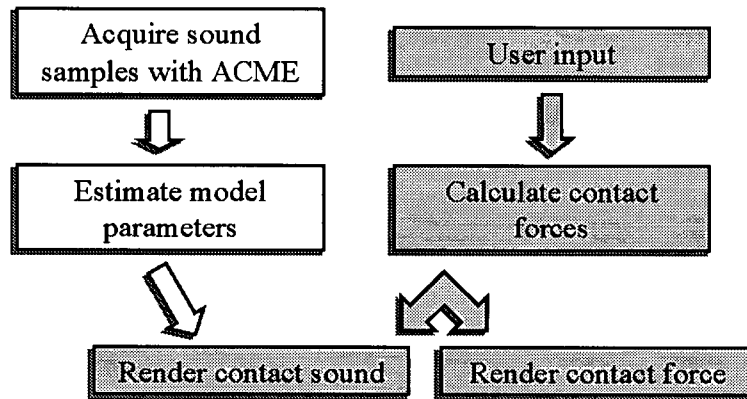 Acquire sound
samples with ACME
User input
Estimate model
parameters
Calculate contact
forces
Render contact sound
Render contact force